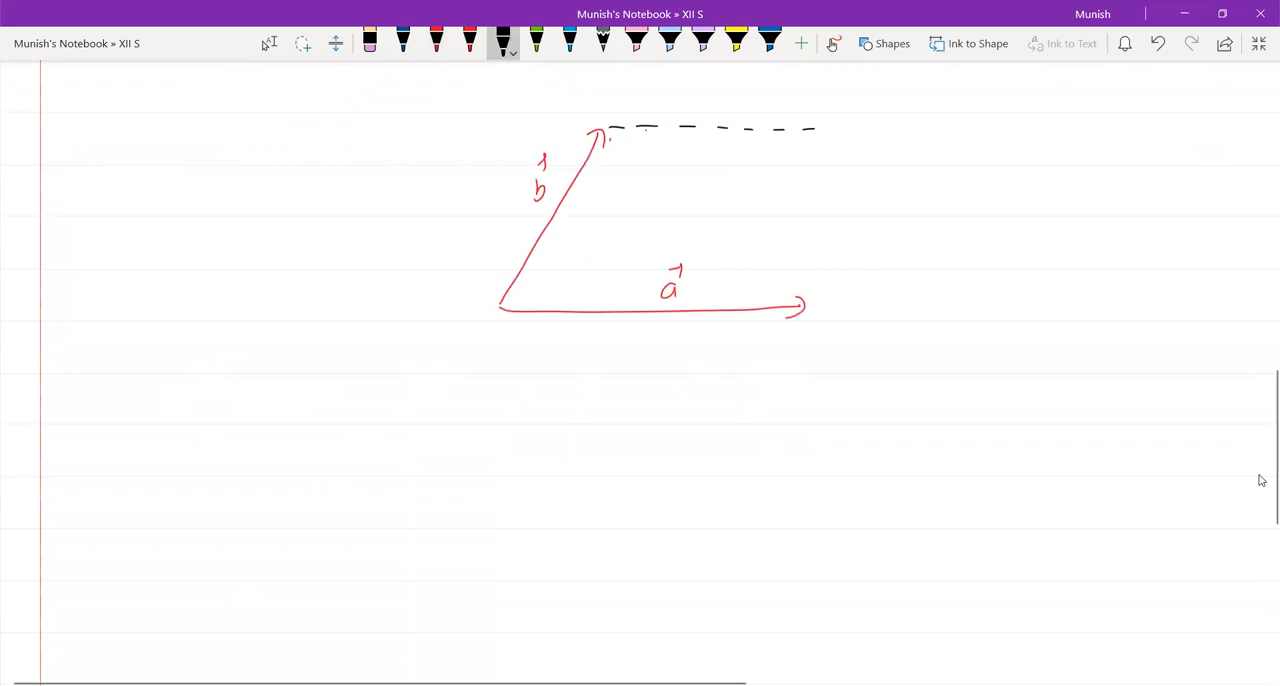 Munish's Notebook » XII S
Munish
Munish's Notebook » XII S
Shapes
Ink to Shape
Ink to Text
b
a